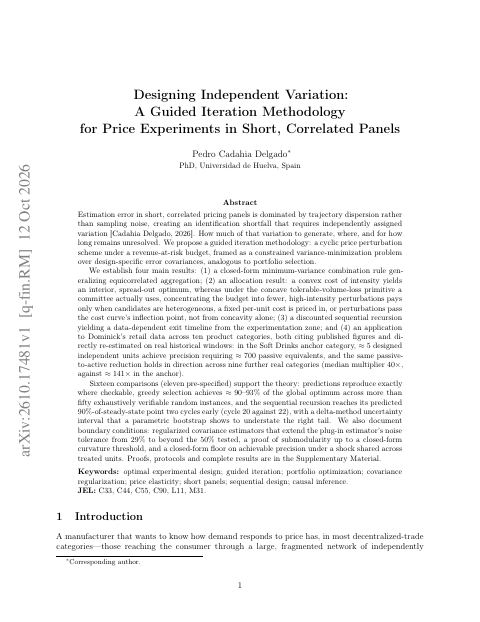 Designing Independent Variation:
A Guided Iteration Methodology
for Price Experiments in Short, Correlated Panels
Pedro Cadahia Delgado*
PhD, Universidad de Huelva, Spain
Abstract
Estimation error in short, correlated pricing panels is dominated by trajectory dispersion rather
than sampling noise, creating an identification shortfall that requires independently assigned
variation [Cadahia Delgado, 2026]. How much of that variation to generate, where, and for how
long remains unresolved. We propose a guided iteration methodology: a cyclic price perturbation
scheme under a revenue-at-risk budget, framed as a constrained variance-minimization problem
over design-specific error covariances, analogous to portfolio selection.
We establish four main results: (1) a closed-form minimum-variance combination rule gen-
eralizing equicorrelated aggregation; (2) an allocation result: a convex cost of intensity yields
an interior, spread-out optimum, whereas under the concave tolerable-volume-loss primitive a
committee actually uses, concentrating the budget into fewer, high-intensity perturbations pays
only when candidates are heterogeneous, a fixed per-unit cost is priced in, or perturbations pass
the cost curve's inflection point, not from concavity alone; (3) a discounted sequential recursion
yielding a data-dependent exit timeline from the experimentation zone; and (4) an application
to Dominick's retail data across ten product categories, both citing published figures and di-
rectly re-estimated on real historical windows: in the Soft Drinks anchor category, ≈ 5 designed
independent units achieve precision requiring ≈ 700 passive equivalents, and the same passive-
to-active reduction holds in direction across nine further real categories (median multiplier 40×,
against ≈ 141× in the anchor).
Sixteen comparisons (eleven pre-specified) support the theory: predictions reproduce exactly
where checkable, greedy selection achieves ≈ 90–93% of the global optimum across more than
fifty exhaustively verifiable random instances, and the sequential recursion reaches its predicted
90%-of-steady-state point two cycles early (cycle 20 against 22), with a delta-method uncertainty
interval that a parametric bootstrap shows to understate the right tail. We also document
boundary conditions: regularized covariance estimators that extend the plug-in estimator's noise
tolerance from 29% to beyond the 50% tested, a proof of submodularity up to a closed-form
curvature threshold, and a closed-form floor on achievable precision under a shock shared across
treated units. Proofs, protocols and complete results are in the Supplementary Material.
Keywords: optimal experimental design; guided iteration; portfolio optimization; covariance
regularization; price elasticity; short panels; sequential design; causal inference.
JEL: C33, C44, C55, C90, L11, M31.
1 Introduction
A manufacturer that wants to know how demand responds to price has, in most decentralized-trade
categories—those reaching the consumer through a large, fragmented network of independently
*Corresponding author.
1
arXiv:2610.17481v1 [q-fin.RM] 12 Oct 2026